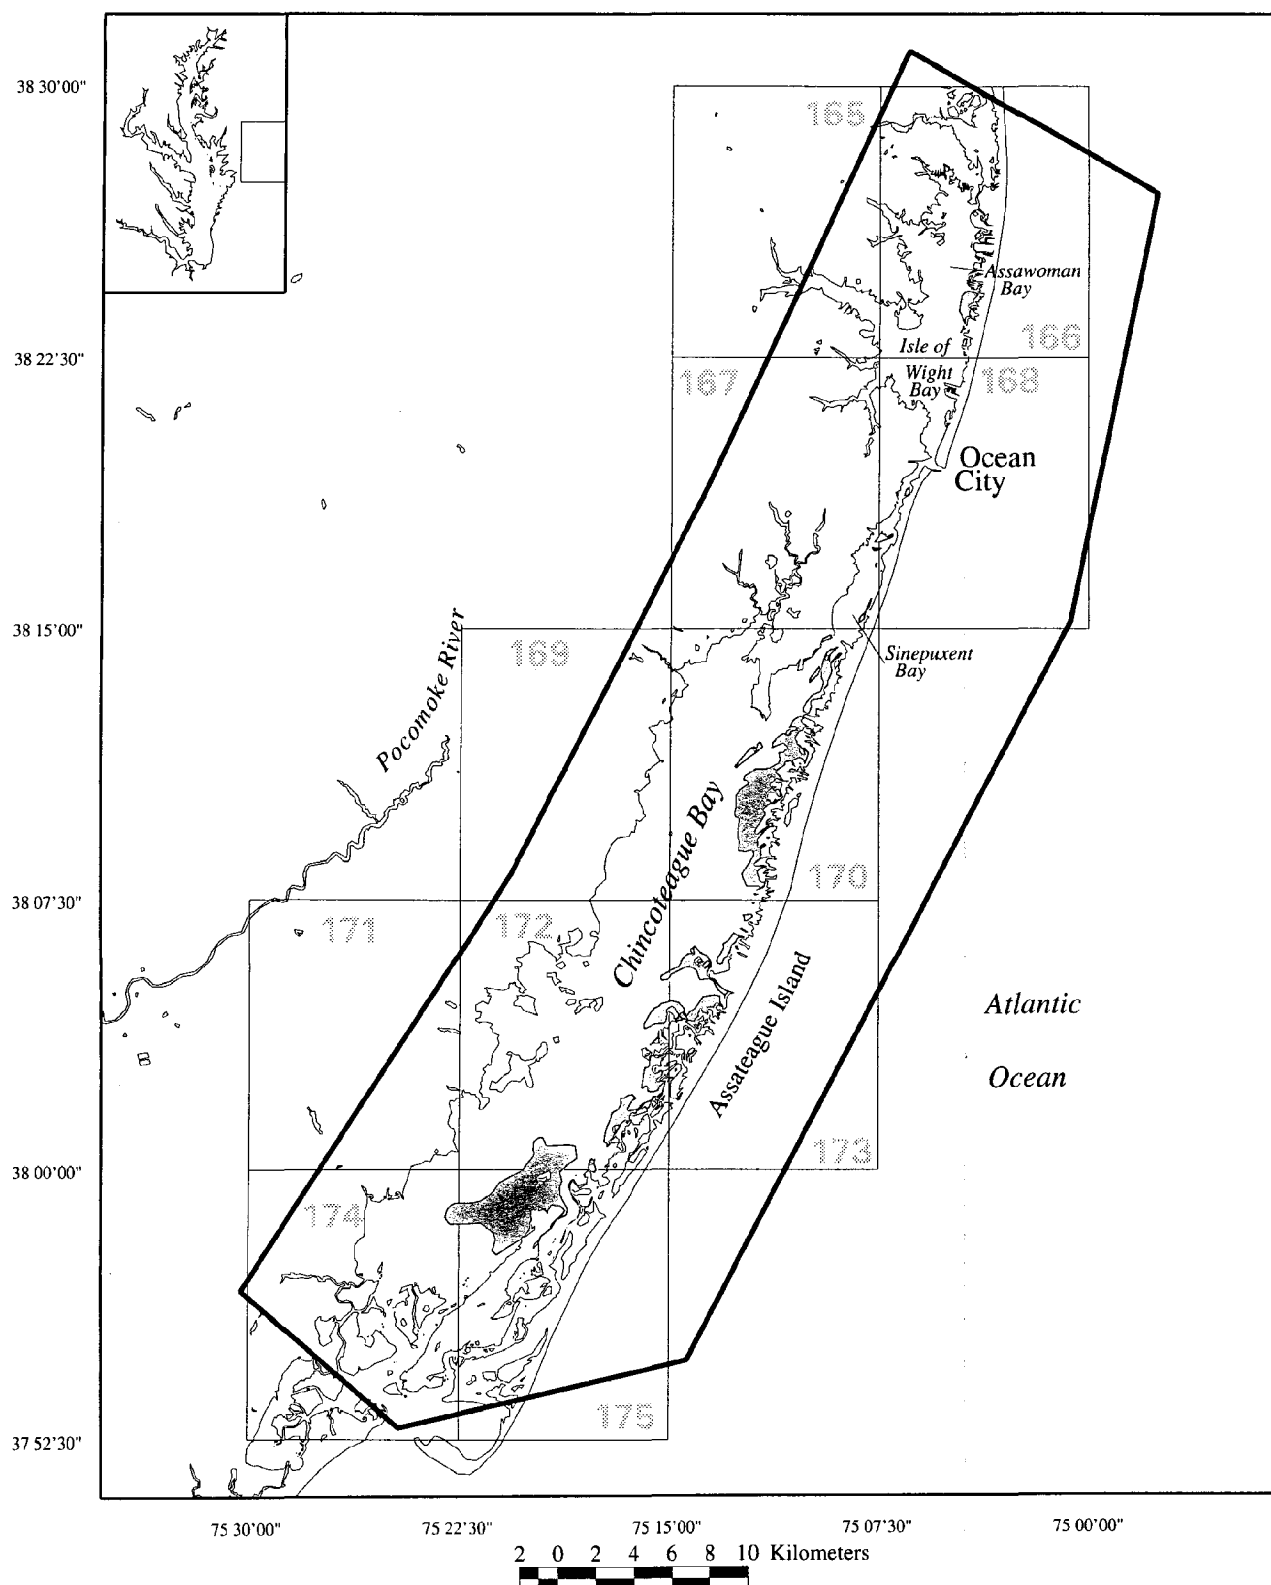 38 30'00"
165
Assawoman
Bay
166
38 22'30"
Isle of
Wight
Bay
167
168
Ocean
City
38 15'00"
169
Sinepuxent
Bay
Pocomoke River
Chincoteague Bay
170
38 07'30"
171
172
Assateague Island
Atlantic
Ocean
173
38 00'00"
174
175
37 52'30"
75 30'00"
75 22'30"
75 15'00"
75 07'30"
75 00'00"
2 0 2 4 6 8 10 Kilometers